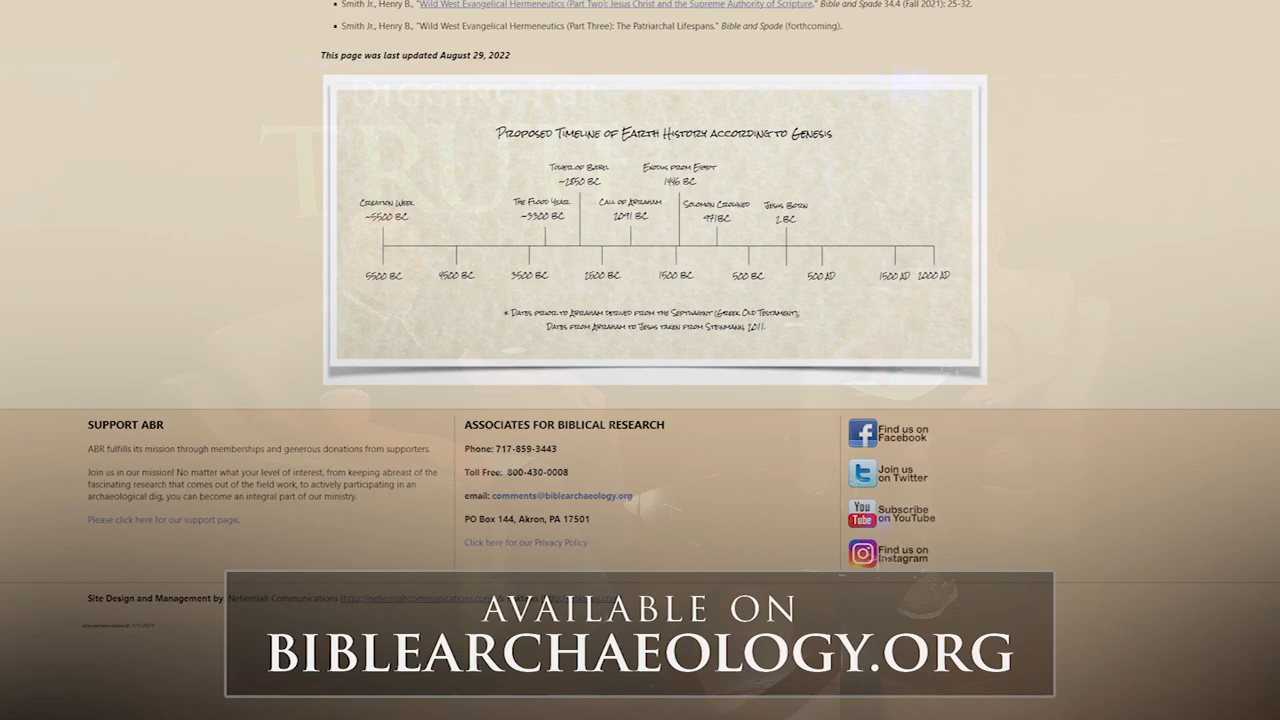 ▪ Smith Jr., Henry B., "Wild West Evangelical Hermeneutics (Part Two): Jesus Christ and the Supreme Authority of Scripture." Bible and Spade 34.4 (Fall 2021): 25-32.
▪ Smith Jr., Henry B., "Wild West Evangelical Hermeneutics (Part Three): The Patriarchal Lifespans." Bible and Spade (forthcoming).
This page was last updated August 29, 2022
DIGGING FOR
TRUTH
PROPOSED TIMELINE OF EARTH HISTORY ACCORDING TO GENESIS
TOWER OF BABEL EXODUS FROM EGYPT
~2850 BC 1446 BC
CREATION WEEK THE FLOOD YEAR CALL OF ABRAHAM SOLOMON CROWNED JESUS BORN
~5500 BC ~3300 BC 2091 BC 971BC 2 BC
5500 BC 4500 BC 3500 BC 2500 BC 1500 BC 500 BC 500 AD 1500 AD 2000 AD
* DATES PRIOR TO ABRAHAM DERIVED FROM THE SEPTUAGINT (GREEK OLD TESTAMENT);
DATES FROM ABRAHAM TO JESUS TAKEN FROM STEINMANN, 2011.
SUPPORT ABR
ABR fulfills its mission through memberships and generous donations from supporters.
Join us in our mission! No matter what your level of interest, from keeping abreast of the
fascinating research that comes out of the field work, to actively participating in an
archaeological dig, you can become an integral part of our ministry.
Please click here for our support page.
ASSOCIATES FOR BIBLICAL RESEARCH
Phone: 717-859-3443
Toll Free: 800-430-0008
email: comments@biblearchaeology.org
PO Box 144, Akron, PA 17501
Click here for our Privacy Policy
Find us on
Facebook
Join us
on Twitter
You
Tube
Subscribe
on YouTube
Find us on
Instagram
Site Design and Management by Nehemiah Communications [http://nehemiahcommunications.com
AVAILABLE ON
BIBLEARCHAEOLOGY.ORG